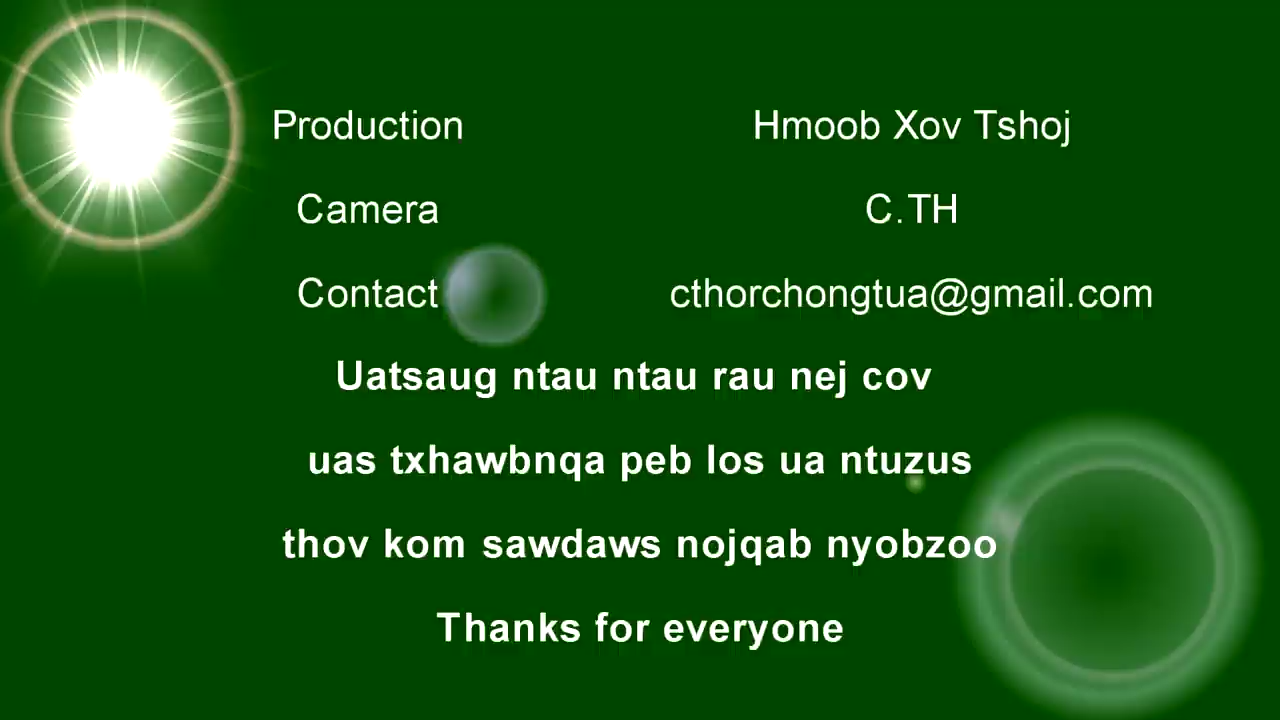 Production Hmoob Xov Tshoj
Camera C.TH
Contact cthorchongtua@gmail.com
Uatsaug ntau ntau rau nej cov
uas txhawbnqa peb los ua ntuzus
thov kom sawdaws nojqab nyobzoo
Thanks for everyone